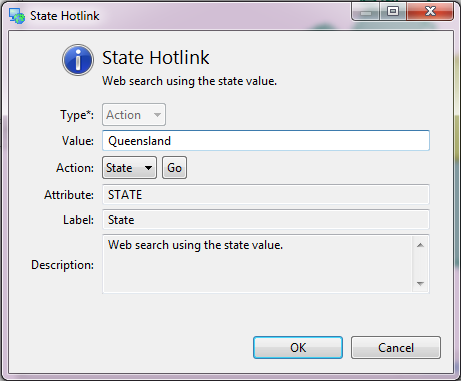 State Hotlink
State Hotlink
Web search using the state value.
Type*: Action
Value: Queensland
Action: State Go
Attribute: STATE
Label: State
Web search using the state value.
Description:
OK Cancel